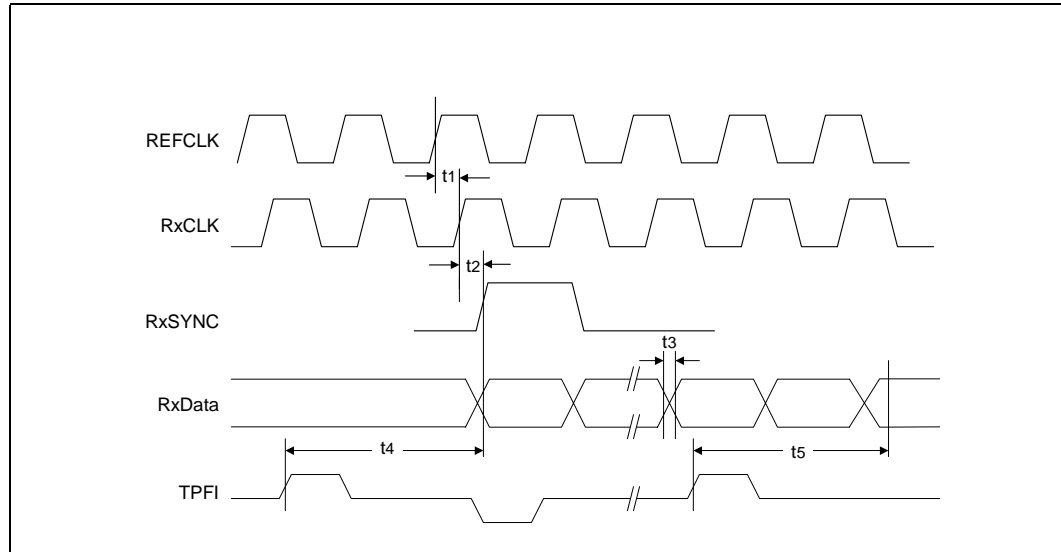 REFCLK
t1
RxCLK
t2
RxSYNC
t3
RxData
t4
t5
TPFI